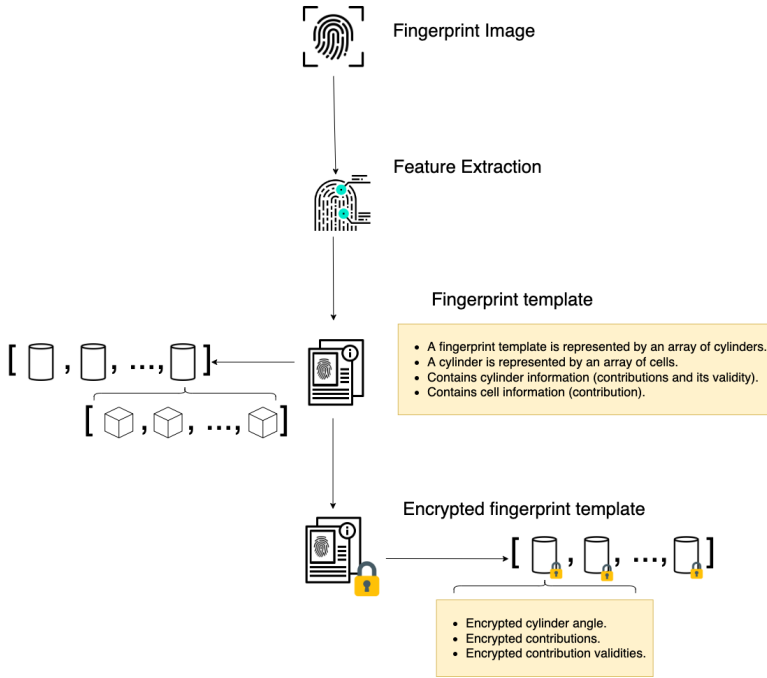 Fingerprint Image
Feature Extraction
Fingerprint template
• A fingerprint template is represented by an array of cylinders.
• A cylinder is represented by an array of cells.
• Contains cylinder information (contributions and its validity).
• Contains cell information (contribution).
[ , , ..., ]
[ , , ..., ]
Encrypted fingerprint template
[ , , ..., ]
• Encrypted cylinder angle.
• Encrypted contributions.
• Encrypted contribution validities.